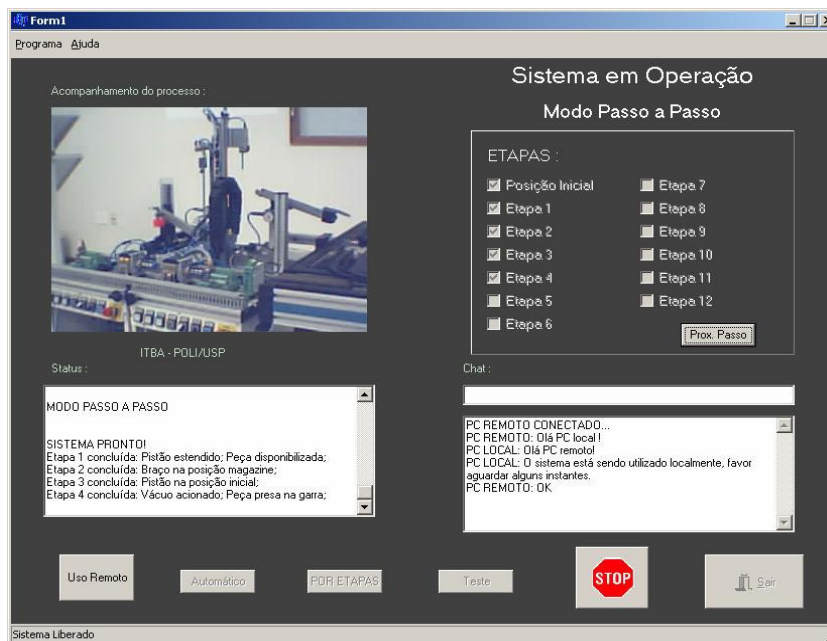 Form1
Programa Ajuda
Sistema em Operação
Modo Passo a Passo
Acompanhamento do processo :
ITBA - POLI/USP
ETAPAS :
Posição Inicial
Etapa 1
Etapa 2
Etapa 3
Etapa 4
Etapa 5
Etapa 6
Etapa 7
Etapa 8
Etapa 9
Etapa 10
Etapa 11
Etapa 12
Prox. Passo
Status :
MODO PASSO A PASSO
SISTEMA PRONTO!
Etapa 1 concluída: Pistão estendido; Peça disponibilizada;
Etapa 2 concluída: Braço na posição magazine;
Etapa 3 concluída: Pistão na posição inicial;
Etapa 4 concluída: Vácuo acionado; Peça presa na garra;
Chat :
PC REMOTO CONECTADO...
PC REMOTO: Olá PC local !
PC LOCAL: Olá PC remoto!
PC LOCAL: O sistema está sendo utilizado localmente, favor
aguardar alguns instantes.
PC REMOTO: OK
Uso Remoto
Automático
POR ETAPAS
Teste
STOP
Sair
Sistema Liberado